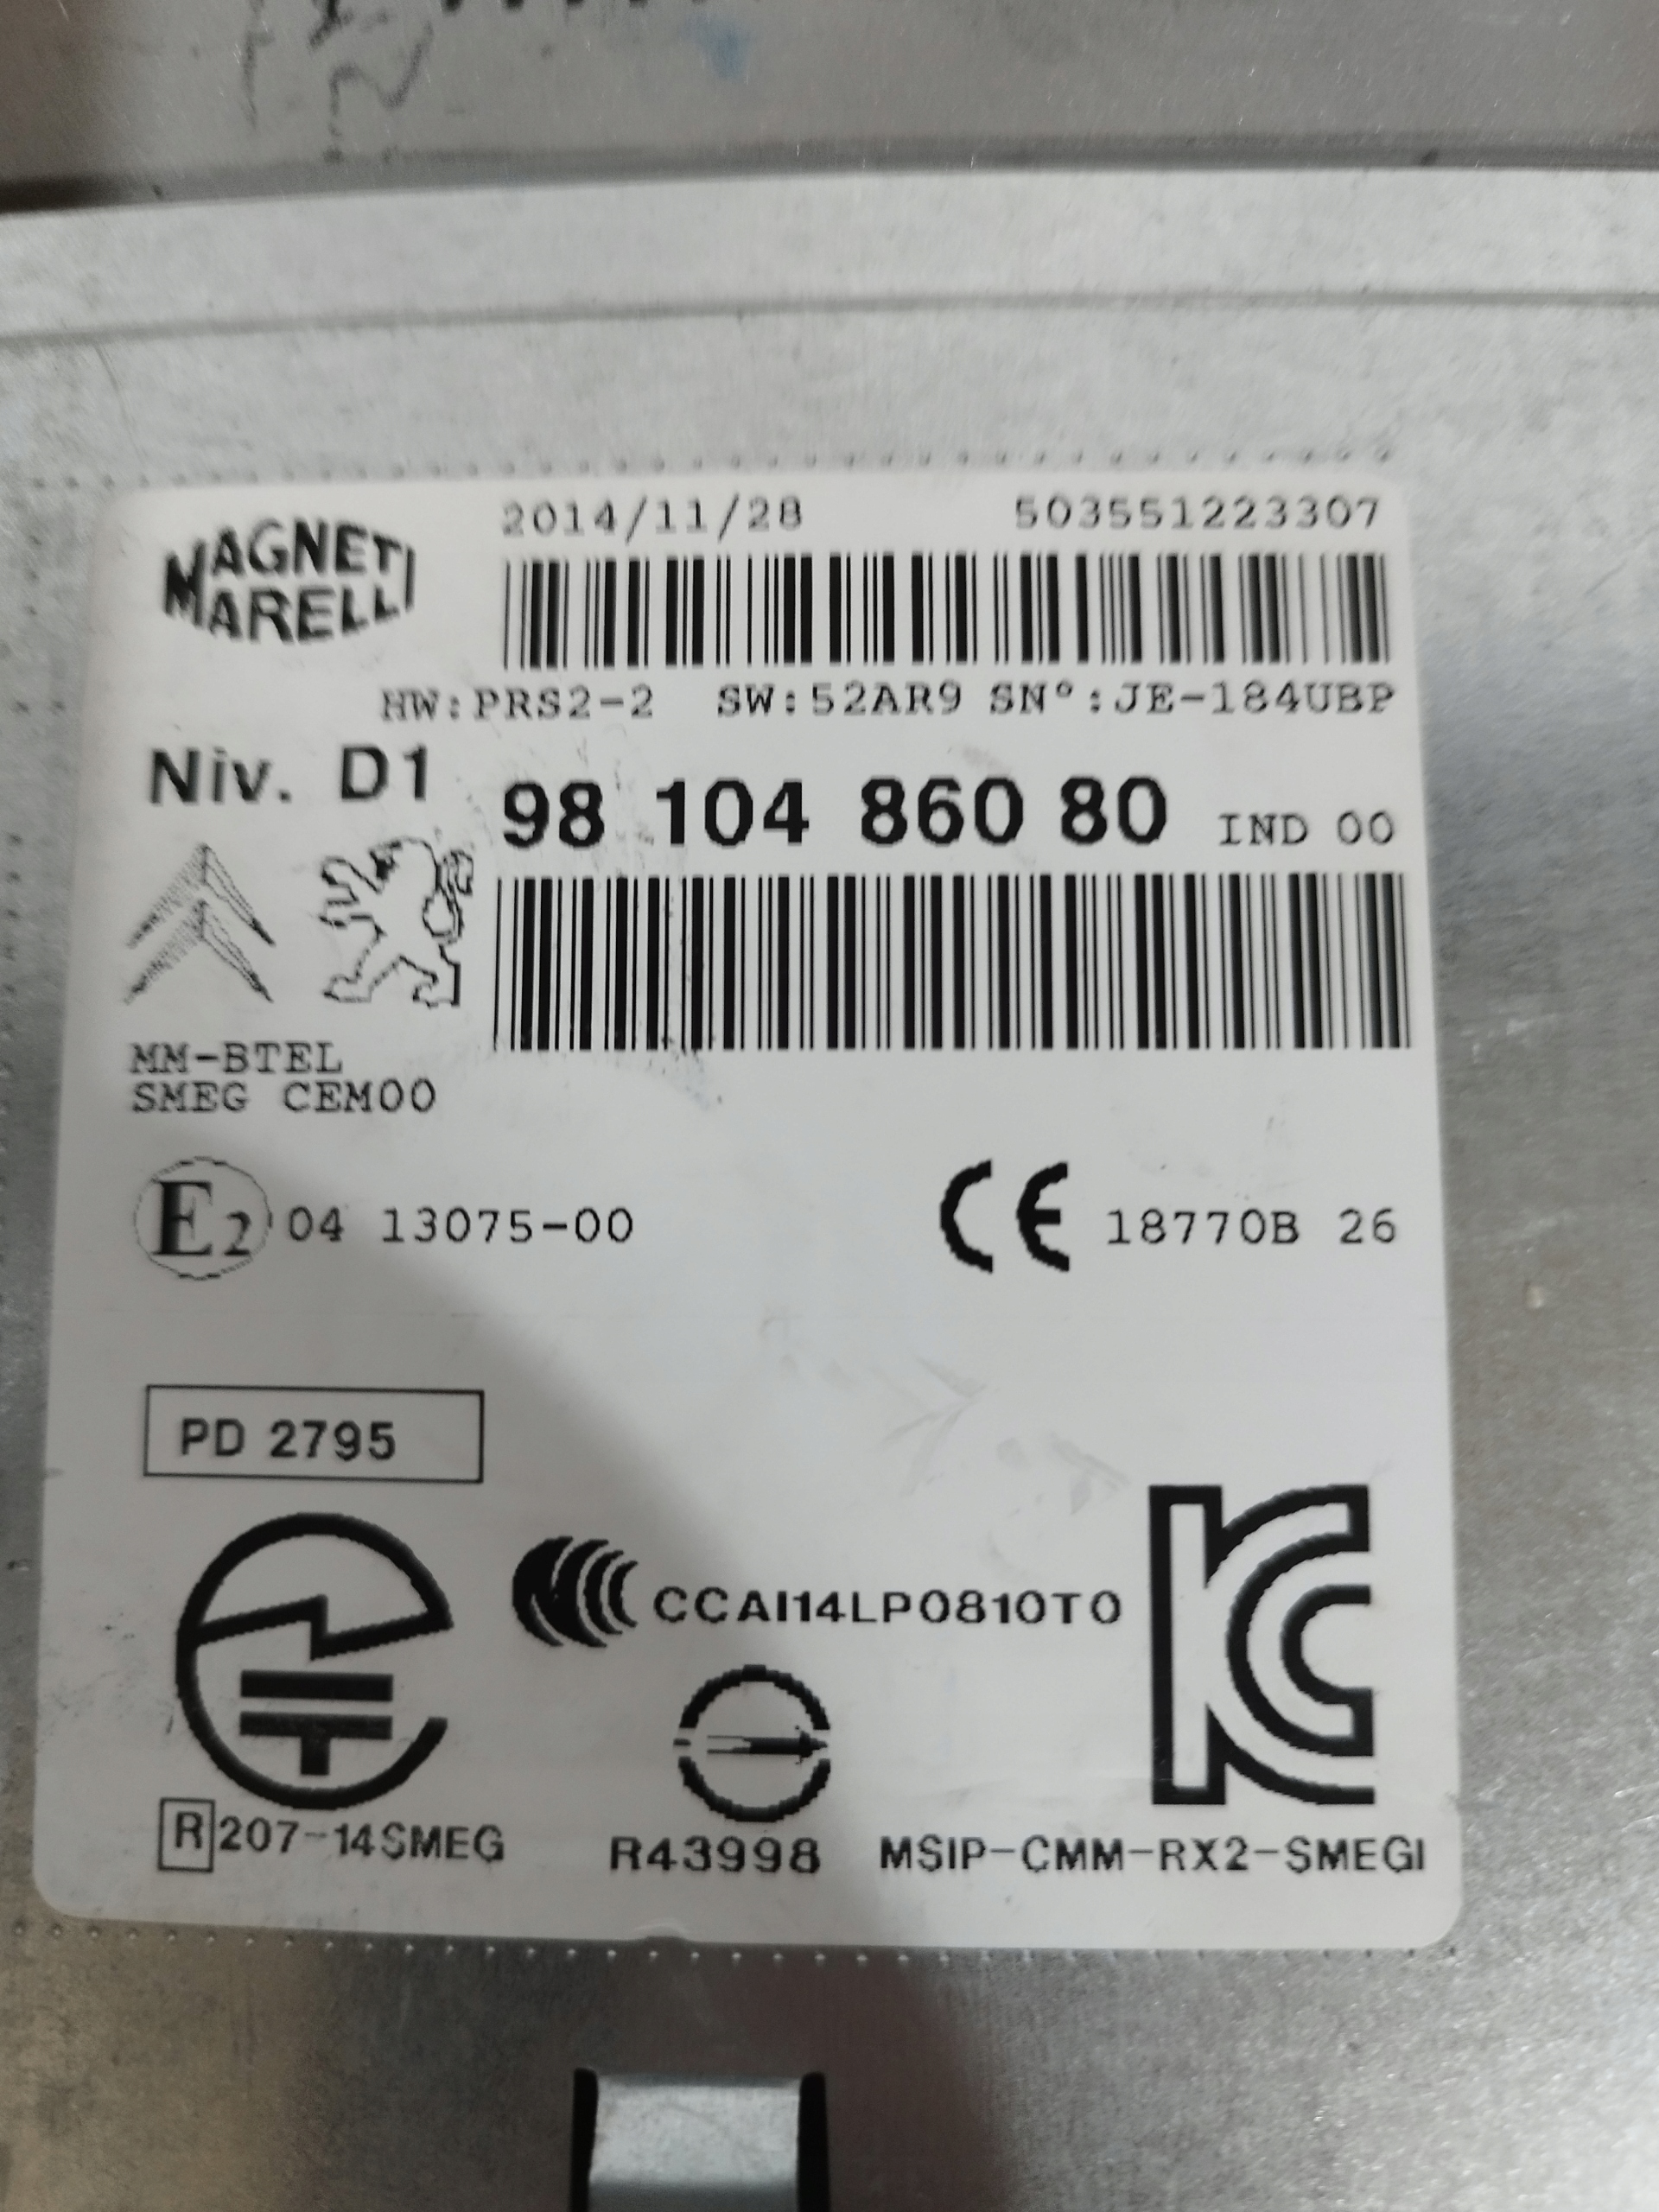 MAGNETI
MARELLI
2014/11/28 503551223307
HW:PRS2-2 SW:52AR9 SN°:JE-184UBP
Niv. D1
98 104 860 80 IND 00
MM-BTEL
SMEG CEM00
E2 04 13075-00
CE 18770B 26
PD 2795
CCAI14LP0810T0
R 207-14SMEG
R43998
MSIP-CMM-RX2-SMEGI